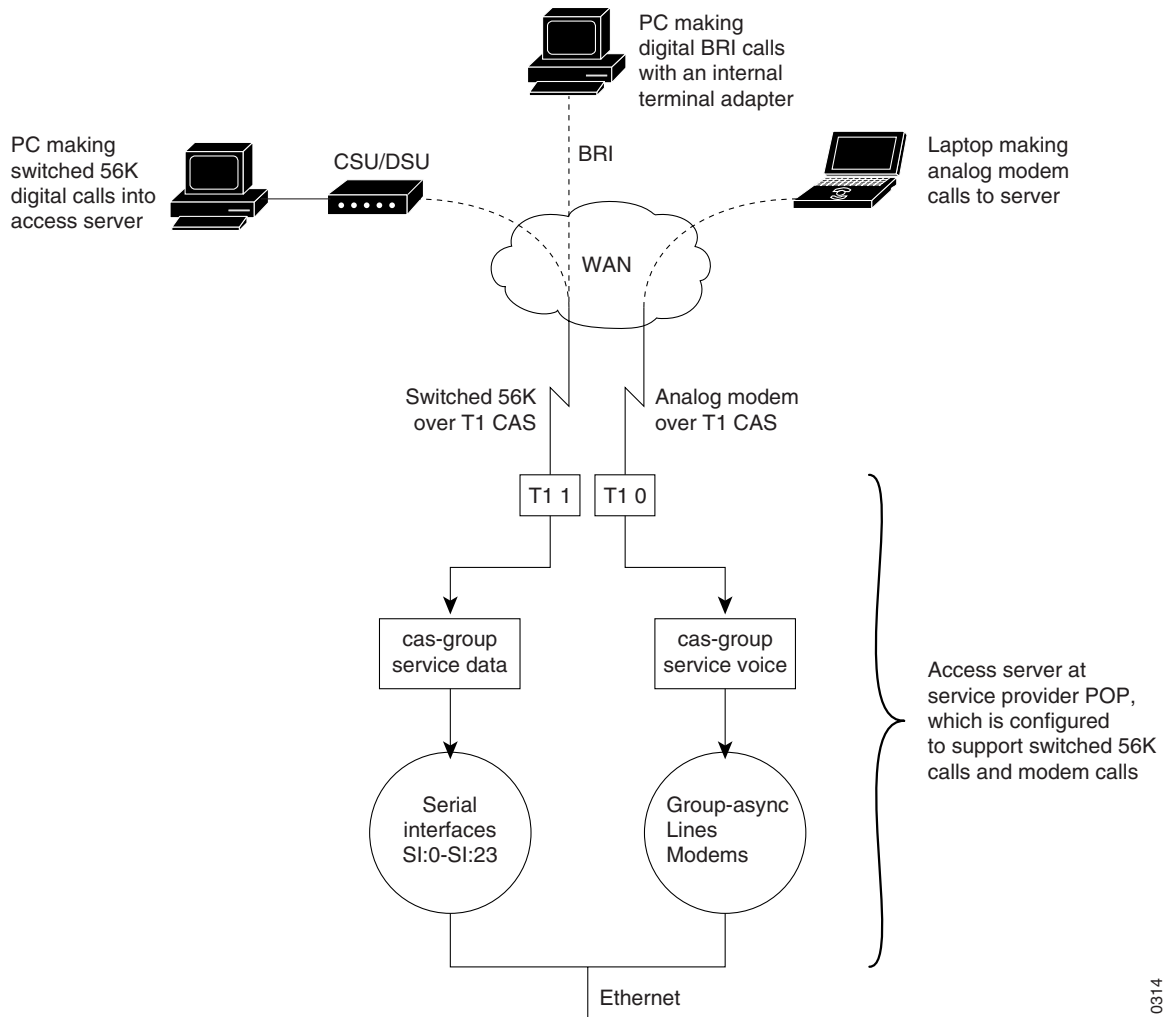 PC making
digital BRI calls
with an internal
terminal adapter
PC making
switched 56K
digital calls into
access server
CSU/DSU
BRI
Laptop making
analog modem
calls to server
WAN
Switched 56K
over T1 CAS
Analog modem
over T1 CAS
T1 1
T1 0
cas-group
service data
cas-group
service voice
Access server at
service provider POP,
which is configured
to support switched 56K
calls and modem calls
Serial
interfaces
SI:0-SI:23
Group-async
Lines
Modems
Ethernet
0314